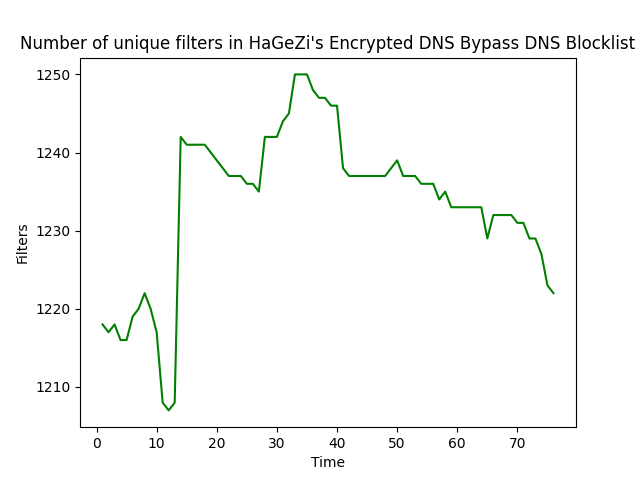 Number of unique filters in HaGeZi's Encrypted DNS Bypass DNS Blocklist
1250
1240
1230
1220
1210
Filters
0 10 20 30 40 50 60 70
Time